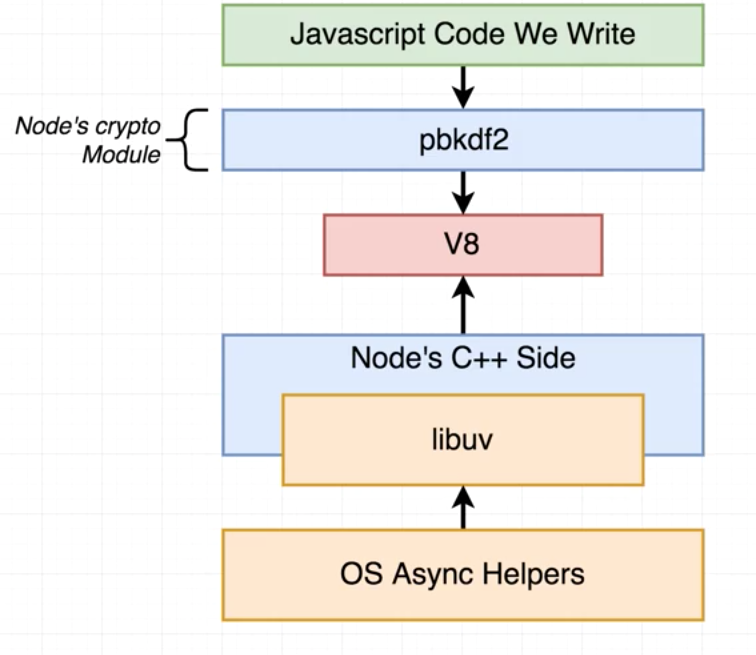 Javascript Code We Write
Node's crypto
Module
pbkdf2
V8
Node's C++ Side
libuv
OS Async Helpers